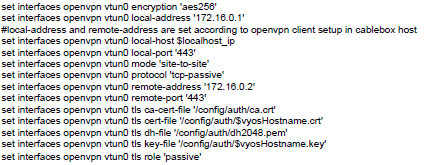 set interfaces openvpn vtun0 encryption 'aes256'
set interfaces openvpn vtun0 local-address '172.16.0.1'
#local-address and remote-address are set according to openvpn client setup in cablebox host
set interfaces openvpn vtun0 local-host $localhost_ip
set interfaces openvpn vtun0 local-port '443'
set interfaces openvpn vtun0 mode 'site-to-site'
set interfaces openvpn vtun0 protocol 'tcp-passive'
set interfaces openvpn vtun0 remote-address '172.16.0.2'
set interfaces openvpn vtun0 remote-port '443'
set interfaces openvpn vtun0 tls ca-cert-file '/config/auth/ca.crt'
set interfaces openvpn vtun0 tls cert-file '/config/auth/$vyosHostname.crt'
set interfaces openvpn vtun0 tls dh-file '/config/auth/dh2048.pem'
set interfaces openvpn vtun0 tls key-file '/config/auth/$vyosHostname.key'
set interfaces openvpn vtun0 tls role 'passive'